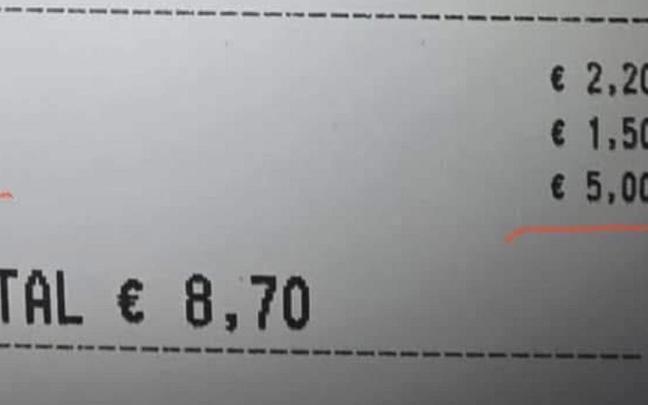 € 2,20
€ 1,50
€ 5,00
TAL € 8,70